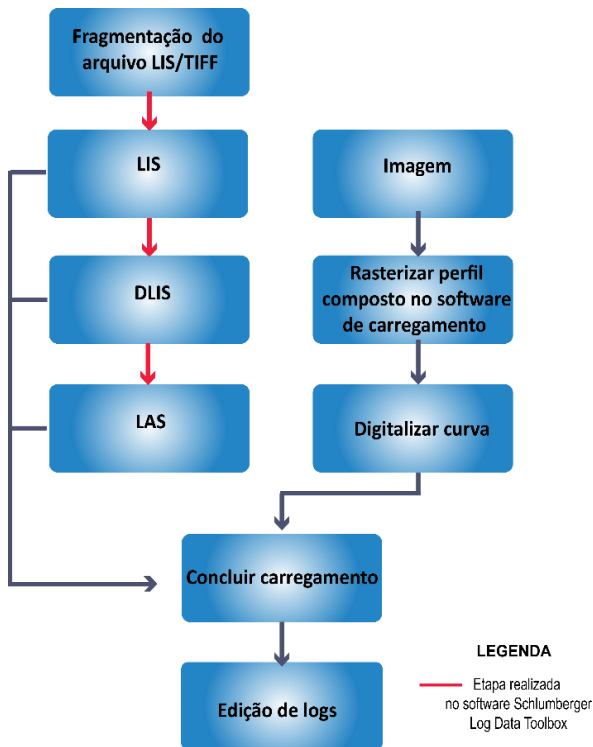 Fragmentação do
arquivo LIS/TIFF
LIS
DLIS
LAS
Imagem
Rasterizar perfil
composto no software
de carregamento
Digitalizar curva
Concluir carregamento
Edição de logs
LEGENDA
Etapa realizada
no software Schlumberger
Log Data Toolbox